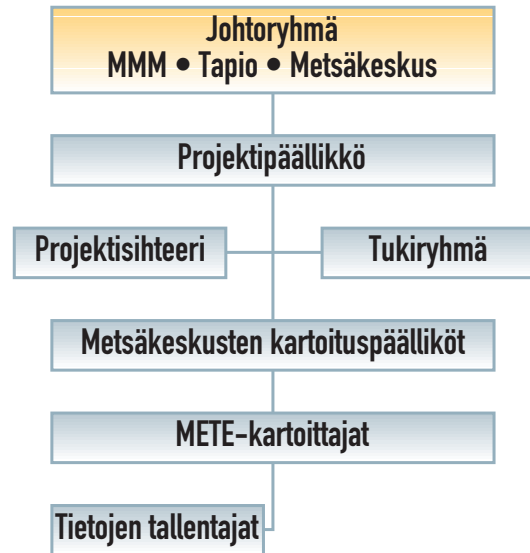 Johtoryhmä
MMM • Tapio • Metsäkeskus
Projektipäällikkö
Projektisihteeri
Tukiryhmä
Metsäkeskusten kartoituspäälliköt
METE-kartoittajat
Tietojen tallentajat